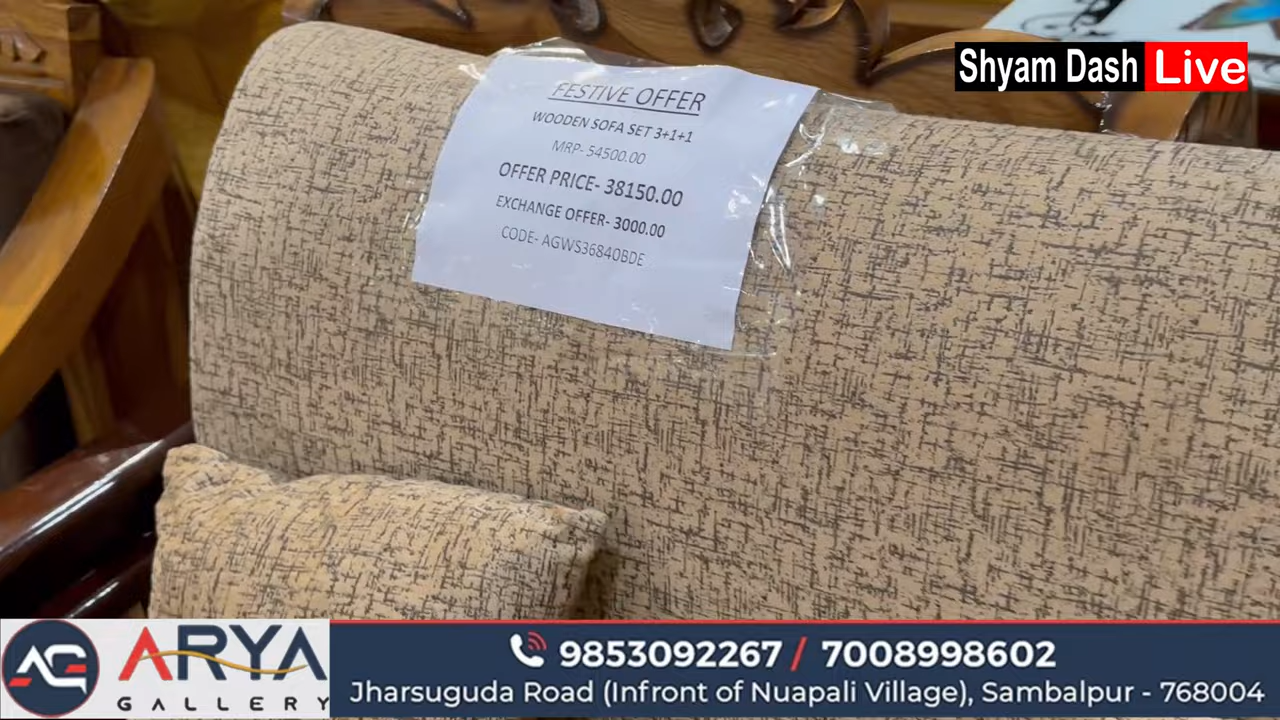 Shyam Dash Live
FESTIVE OFFER
WOODEN SOFA SET 3+1+1
MRP- 54500.00
OFFER PRICE- 38150.00
EXCHANGE OFFER- 3000.00
CODE- AGWS36840BDE
AG ARYA
GALLERY
9853092267 / 7008998602
Jharsuguda Road (Infront of Nuapali Village), Sambalpur - 768004